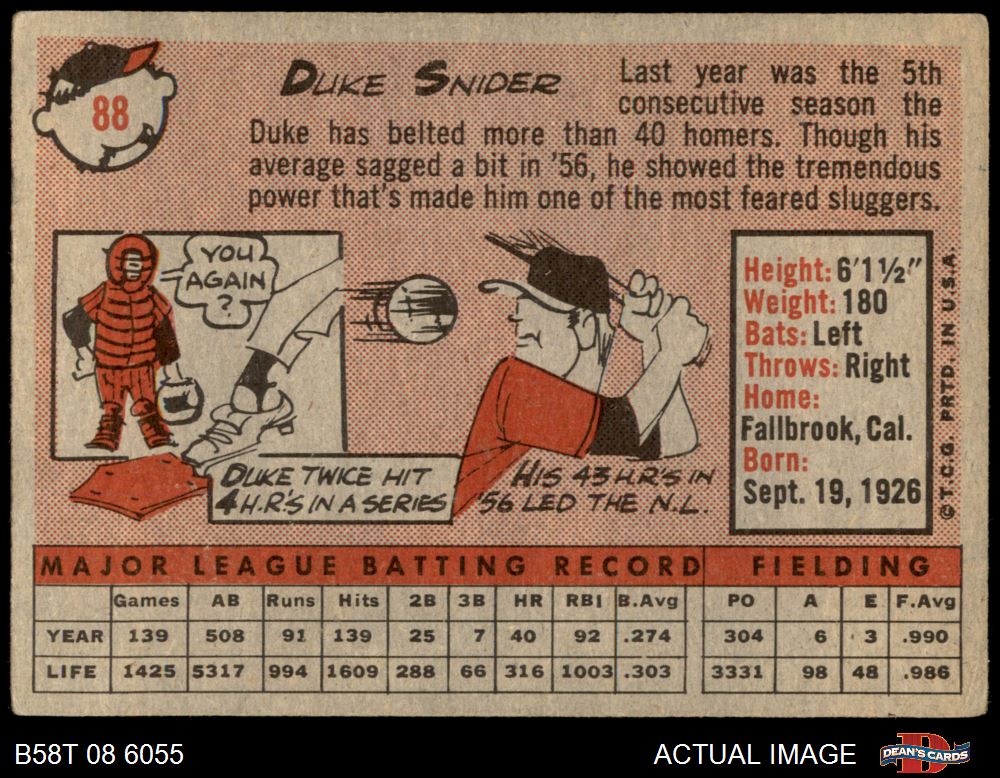 88
DUKE SNIDER
Last year was the 5th
consecutive season the
Duke has belted more than 40 homers. Though his
average sagged a bit in '56, he showed the tremendous
power that's made him one of the most feared sluggers.
YOU
AGAIN
?
DUKE TWICE HIT
4 H.R.'S IN A SERIES
HIS 43 H.R.'S IN
'56 LED THE N.L.
Height: 6'1½"
Weight: 180
Bats: Left
Throws: Right
Home:
Fallbrook, Cal.
Born:
Sept. 19, 1926
©T.C.G. PRTD. IN U.S.A.
MAJOR LEAGUE BATTING RECORD FIELDING
Games AB Runs Hits 2B 3B HR RBI B.Avg PO A E F.Avg
YEAR 139 508 91 139 25 7 40 92 .274 304 6 3 .990
LIFE 1425 5317 994 1609 288 66 316 1003 .303 3331 98 48 .986
B58T 08 6055 ACTUAL IMAGE DEAN'S CARDS